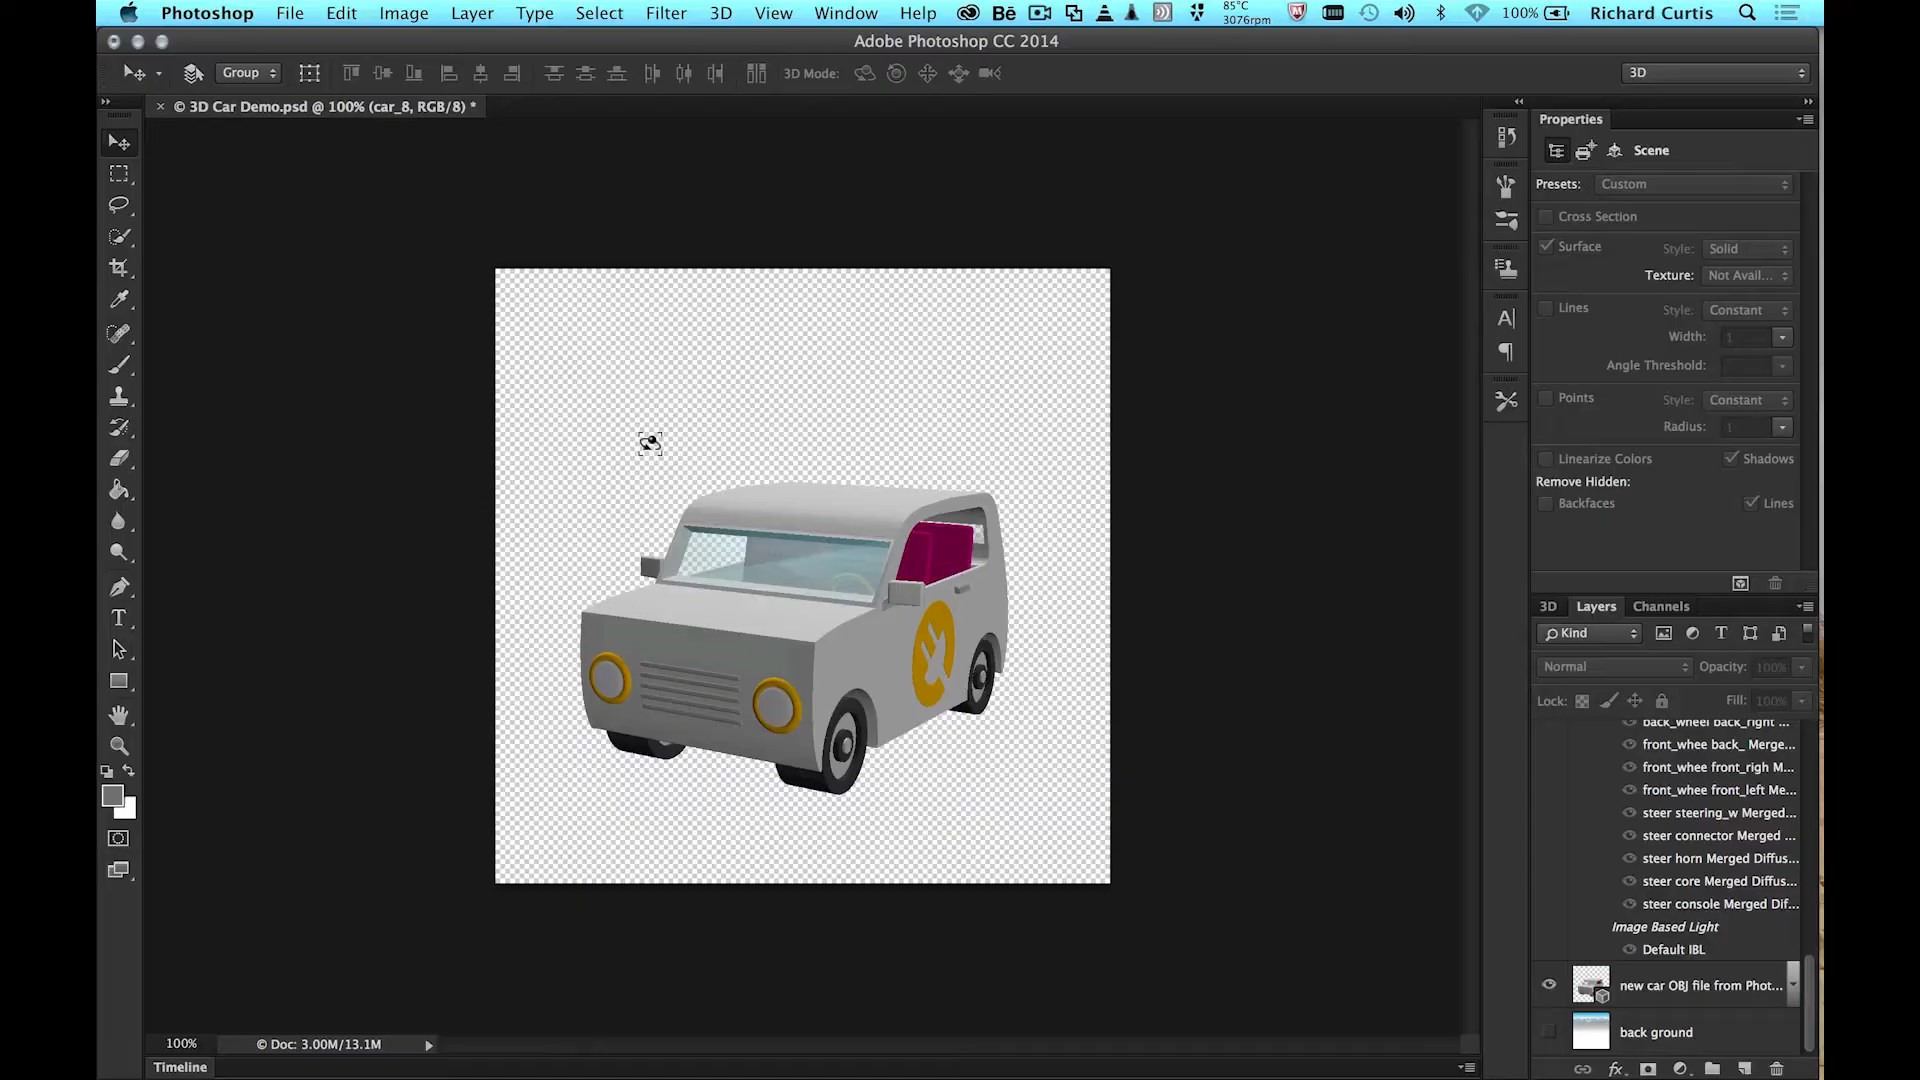 Photoshop File Edit Image Layer Type Select Filter 3D View Window Help 85°C 3076rpm 100% Richard Curtis
Adobe Photoshop CC 2014
Group 3D Mode: 3D
© 3D Car Demo.psd @ 100% (car_8, RGB/8) *
Properties
Scene
Presets: Custom
Cross Section
Surface Style: Solid
Texture: Not Avail...
Lines Style: Constant
Width: 1
Angle Threshold:
Points Style: Constant
Radius: 1
Linearize Colors Shadows
Remove Hidden:
Backfaces Lines
3D Layers Channels
Kind
Normal Opacity: 100%
Lock: Fill: 100%
back_wheel back_right ...
front_whee back_ Merge...
front_whee front_righ M...
front_whee front_left Me...
steer steering_w Merged...
steer connector Merged ...
steer horn Merged Diffus...
steer core Merged Diffus...
steer console Merged Dif...
Image Based Light
Default IBL
new car OBJ file from Phot...
back ground
100% © Doc: 3.00M/13.1M
Timeline